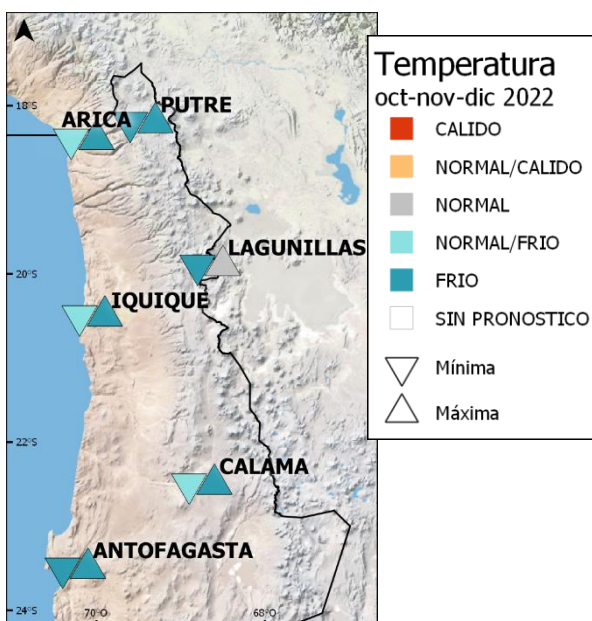 18°S
ARICA
PUTRE
LAGUNILLAS
20°S
IQUIQUE
22°S
CALAMA
ANTOFAGASTA
24°S
70°O
68°O
Temperatura
oct-nov-dic 2022
CALIDO
NORMAL/CALIDO
NORMAL
NORMAL/FRIO
FRIO
SIN PRONOSTICO
Mínima
Máxima